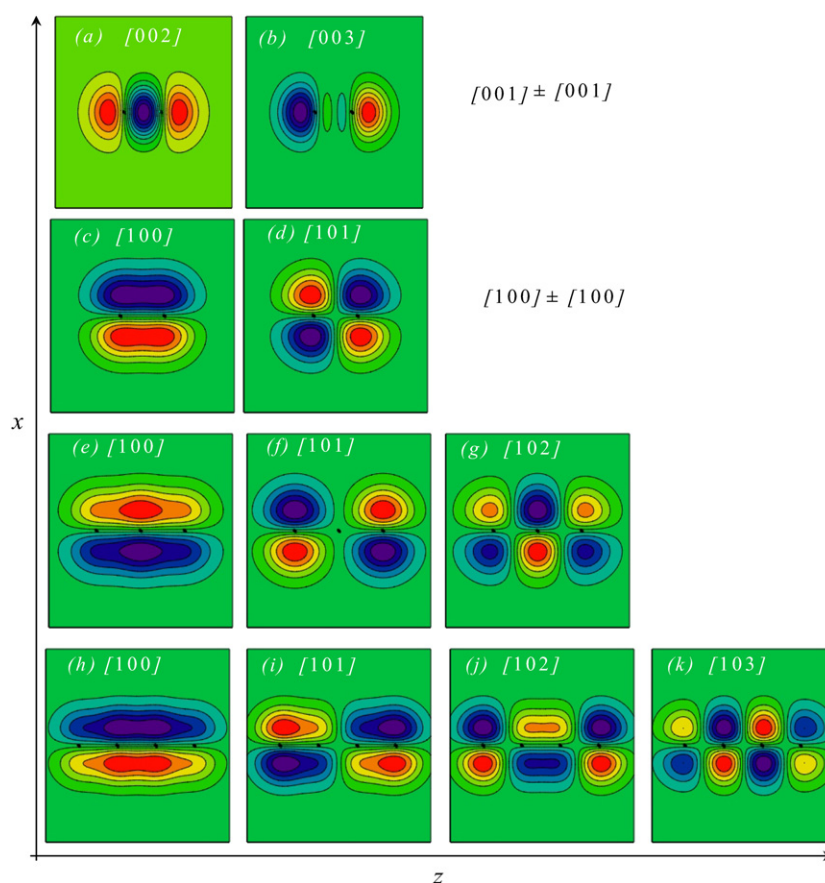 (a) [002]
(b) [003]
[001] ± [001]
(c) [100]
(d) [101]
[100] ± [100]
x
(e) [100]
(f) [101]
(g) [102]
(h) [100]
(i) [101]
(j) [102]
(k) [103]
z